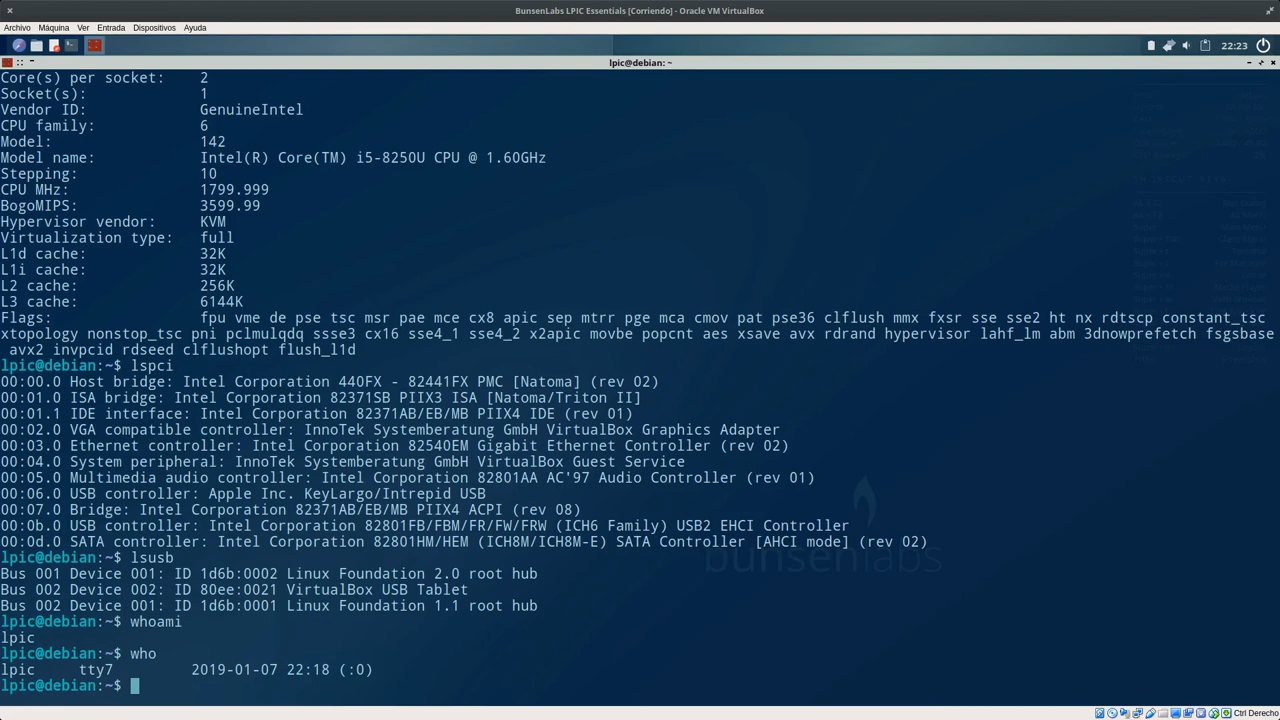 BunsenLabs LPIC Essentials [Corriendo] - Oracle VM VirtualBox
Archivo Máquina Ver Entrada Dispositivos Ayuda
22:23
lpic@debian: ~
Core(s) per socket: 2
Socket(s): 1
Vendor ID: GenuineIntel
CPU family: 6
Model: 142
Model name: Intel(R) Core(TM) i5-8250U CPU @ 1.60GHz
Stepping: 10
CPU MHz: 1799.999
BogoMIPS: 3599.99
Hypervisor vendor: KVM
Virtualization type: full
L1d cache: 32K
L1i cache: 32K
L2 cache: 256K
L3 cache: 6144K
Flags: fpu vme de pse tsc msr pae mce cx8 apic sep mtrr pge mca cmov pat pse36 clflush mmx fxsr sse sse2 ht nx rdtscp constant_tsc
xtopology nonstop_tsc pni pclmulqdq ssse3 cx16 sse4_1 sse4_2 x2apic movbe popcnt aes xsave avx rdrand hypervisor lahf_lm abm 3dnowprefetch fsgsbase
avx2 invpcid rdseed clflushopt flush_l1d
lpic@debian:~$ lspci
00:00.0 Host bridge: Intel Corporation 440FX - 82441FX PMC [Natoma] (rev 02)
00:01.0 ISA bridge: Intel Corporation 82371SB PIIX3 ISA [Natoma/Triton II]
00:01.1 IDE interface: Intel Corporation 82371AB/EB/MB PIIX4 IDE (rev 01)
00:02.0 VGA compatible controller: InnoTek Systemberatung GmbH VirtualBox Graphics Adapter
00:03.0 Ethernet controller: Intel Corporation 82540EM Gigabit Ethernet Controller (rev 02)
00:04.0 System peripheral: InnoTek Systemberatung GmbH VirtualBox Guest Service
00:05.0 Multimedia audio controller: Intel Corporation 82801AA AC'97 Audio Controller (rev 01)
00:06.0 USB controller: Apple Inc. KeyLargo/Intrepid USB
00:07.0 Bridge: Intel Corporation 82371AB/EB/MB PIIX4 ACPI (rev 08)
00:0b.0 USB controller: Intel Corporation 82801FB/FBM/FR/FW/FRW (ICH6 Family) USB2 EHCI Controller
00:0d.0 SATA controller: Intel Corporation 82801HM/HEM (ICH8M/ICH8M-E) SATA Controller [AHCI mode] (rev 02)
bunsenlabs
lpic@debian:~$ lsusb
Bus 001 Device 001: ID 1d6b:0002 Linux Foundation 2.0 root hub
Bus 002 Device 002: ID 80ee:0021 VirtualBox USB Tablet
Bus 002 Device 001: ID 1d6b:0001 Linux Foundation 1.1 root hub
lpic@debian:~$ whoami
lpic
lpic@debian:~$ who
lpic tty7 2019-01-07 22:18 (:0)
lpic@debian:~$
Ctrl Derecho